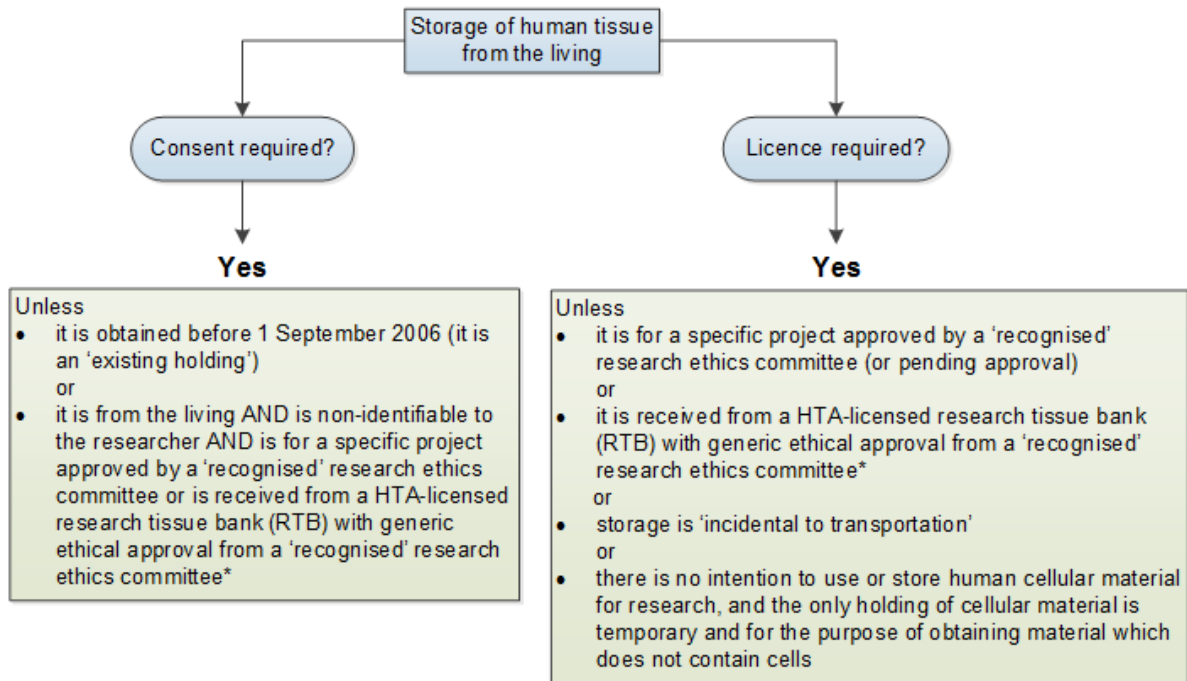 Storage of human tissue
from the living
Consent required?
Licence required?
Yes
Yes
Unless
• it is obtained before 1 September 2006 (it is
an ‘existing holding’)
or
• it is from the living AND is non-identifiable to
the researcher AND is for a specific project
approved by a ‘recognised’ research ethics
committee or is received from a HTA-licensed
research tissue bank (RTB) with generic
ethical approval from a ‘recognised’ research
ethics committee*
Unless
• it is for a specific project approved by a ‘recognised’
research ethics committee (or pending approval)
or
• it is received from a HTA-licensed research tissue bank
(RTB) with generic ethical approval from a ‘recognised’
research ethics committee*
or
• storage is ‘incidental to transportation’
or
• there is no intention to use or store human cellular material
for research, and the only holding of cellular material is
temporary and for the purpose of obtaining material which
does not contain cells